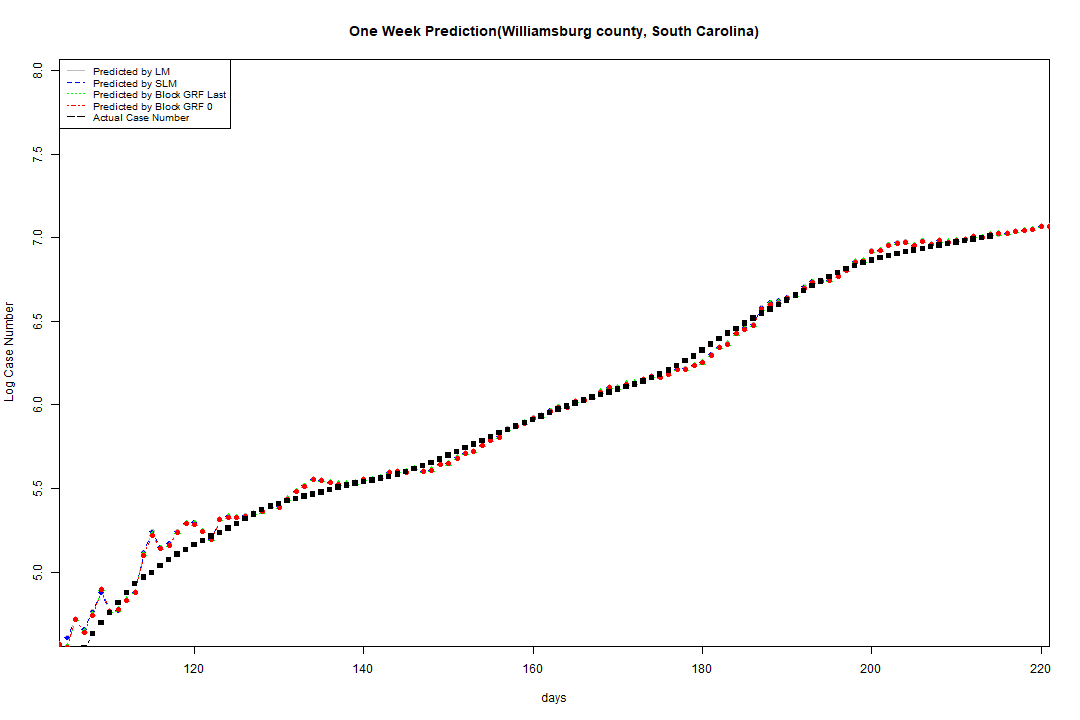 One Week Prediction(Williamsburg county, South Carolina)
Predicted by LM
Predicted by SLM
Predicted by Block GRF Last
Predicted by Block GRF 0
Actual Case Number
8.0
7.5
7.0
6.5
6.0
5.5
5.0
Log Case Number
120 140 160 180 200 220
days